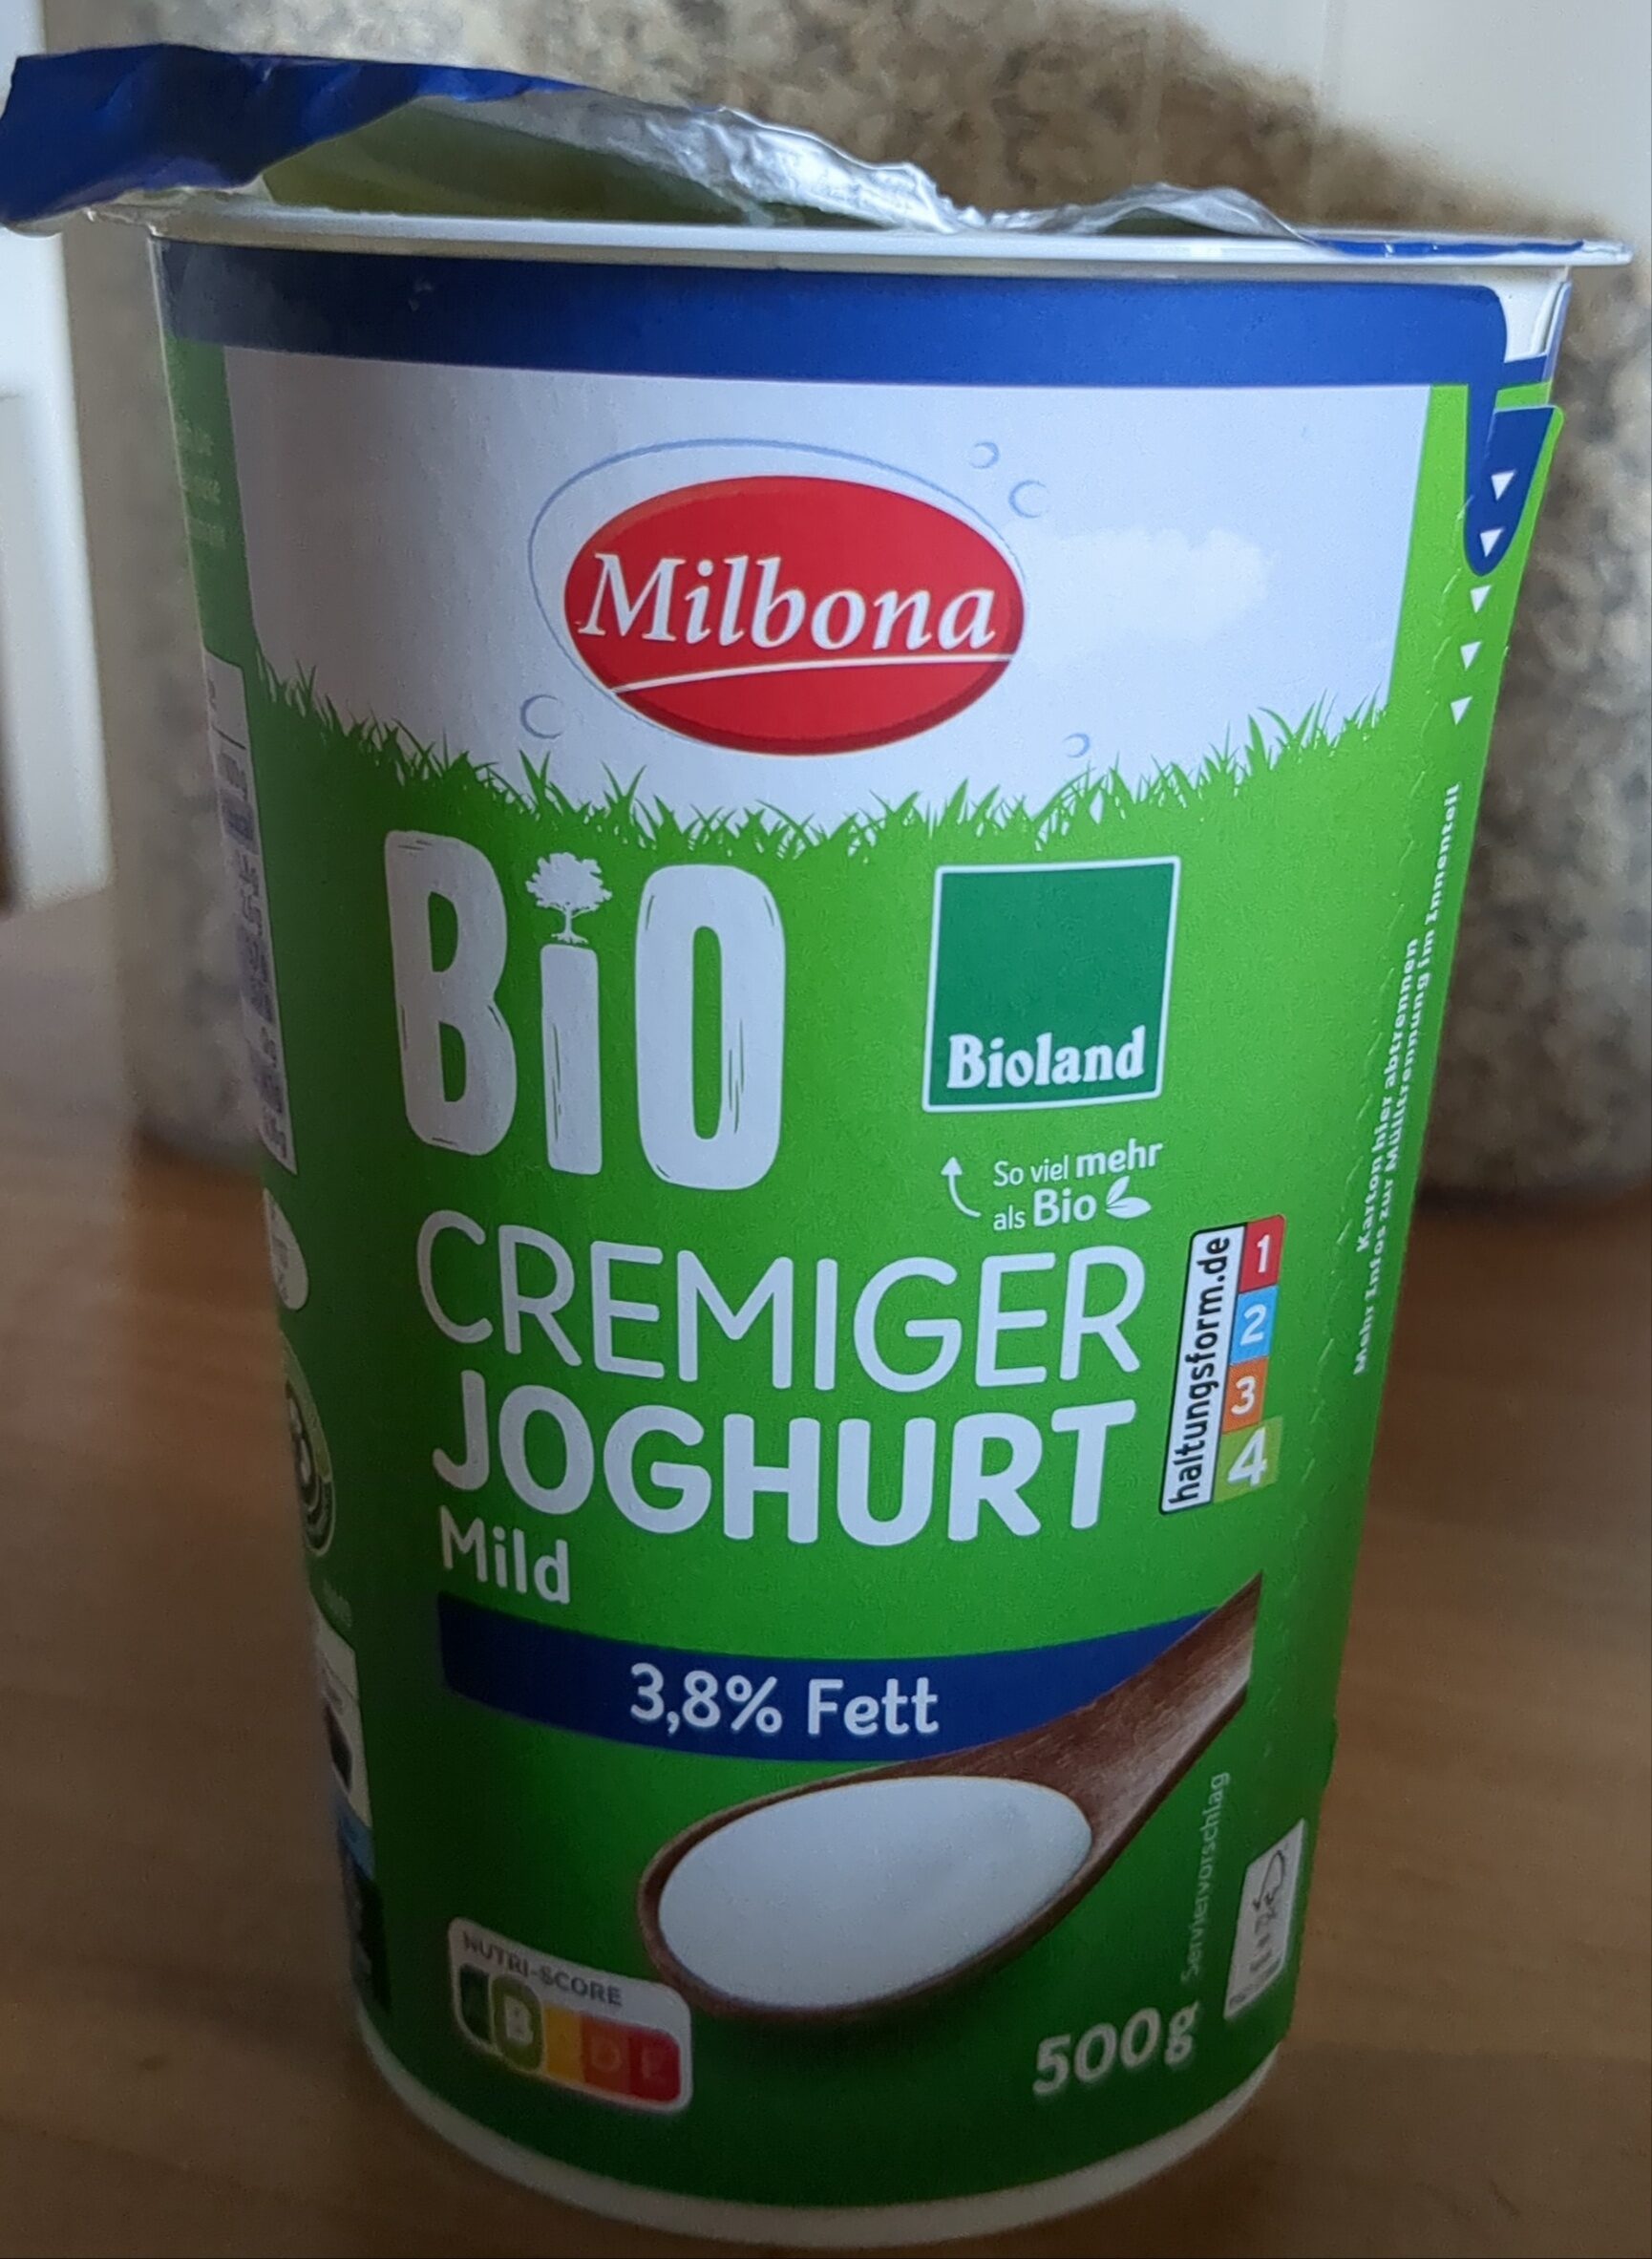 Milbona
BiO
Bioland
So viel mehr
als Bio
CREMIGER
JOGHURT
Mild
haltungsform.de
1
2
3
4
3,8% Fett
Serviervorschlag
NUTRI-SCORE
B
D E
500g
Karton hier abtrennen
Mehr Infos zur Mülltrennung im Innenteil